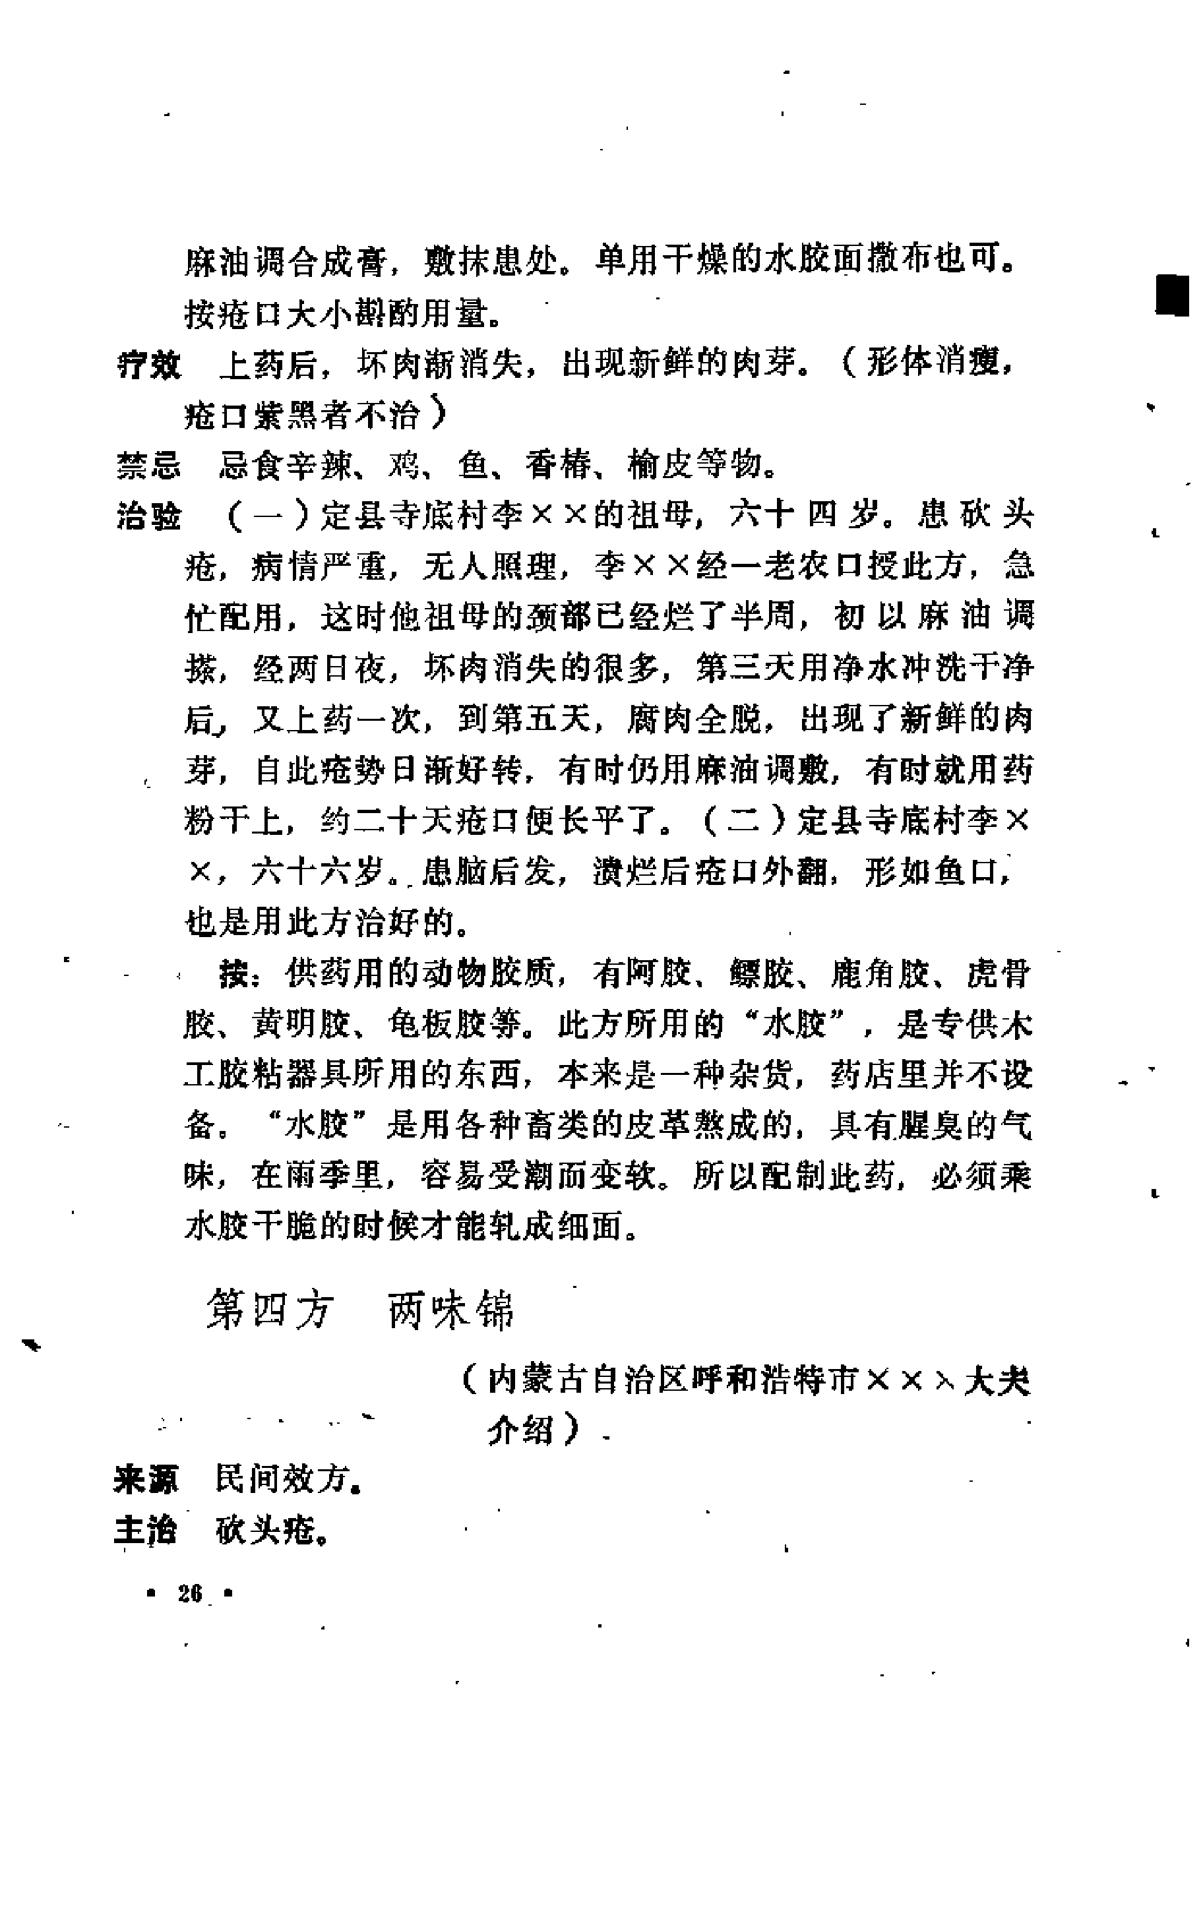 麻油调合成膏，敷抹患处。单用干燥的水胶面撒布也可。
按疮口大小斟酌用量。
疗效　上药后，坏肉渐消失，出现新鲜的肉芽。（形体消瘦，
疮口紫黑者不治）
禁忌　忌食辛辣、鸡、鱼、香椿、榆皮等物。
治验　（一）定县寺底村李××的祖母，六十四岁。患砍头
疮，病情严重，无人照理，李××经一老农口授此方，急
忙配用，这时他祖母的颈部已经烂了半周，初以麻油调
搽，经两日夜，坏肉消失的很多，第三天用净水冲洗干净
后，又上药一次，到第五天，腐肉全脱，出现了新鲜的肉
芽，自此疮势日渐好转，有时仍用麻油调敷，有时就用药
粉干上，约二十天疮口便长平了。（二）定县寺底村李×
×，六十六岁。患脑后发，溃烂后疮口外翻，形如鱼口，
也是用此方治好的。
按：供药用的动物胶质，有阿胶、鳔胶、鹿角胶、虎骨
胶、黄明胶、龟板胶等。此方所用的“水胶”，是专供木
工胶粘器具所用的东西，本来是一种杂货，药店里并不设
备。“水胶”是用各种畜类的皮革熬成的，具有腥臭的气
味，在雨季里，容易受潮而变软。所以配制此药，必须乘
水胶干脆的时候才能轧成细面。
第四方　两味锦
（内蒙古自治区呼和浩特市×××大夫
介绍）
来源　民间效方。
主治　砍头疮。
· 26 ·